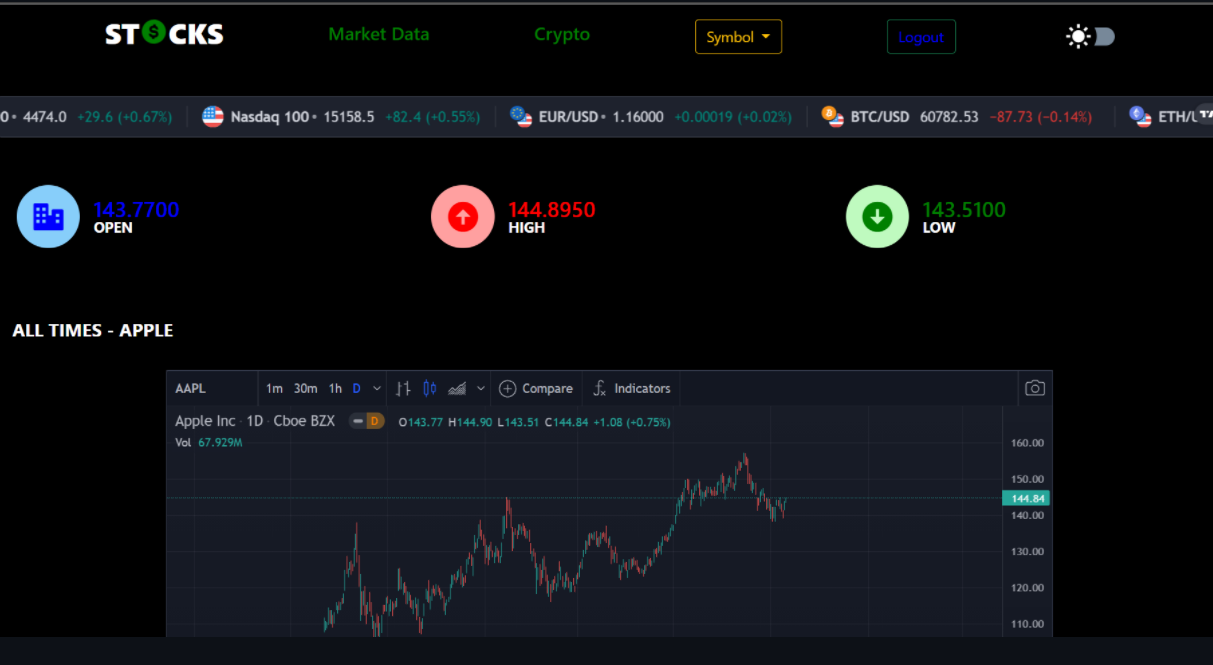 ST$CKS Market Data Crypto Symbol Logout
0 • 4474.0 +29.6 (+0.67%) Nasdaq 100 • 15158.5 +82.4 (+0.55%) EUR/USD • 1.16000 +0.00019 (+0.02%) BTC/USD 60782.53 −87.73 (−0.14%) ETH/U
143.7700 144.8950 143.5100
OPEN HIGH LOW
ALL TIMES - APPLE
AAPL 1m 30m 1h D Compare fx Indicators
Apple Inc · 1D · Cboe BZX D O143.77 H144.90 L143.51 C144.84 +1.08 (+0.75%)
Vol 67.929M
160.00
150.00
144.84
140.00
130.00
120.00
110.00